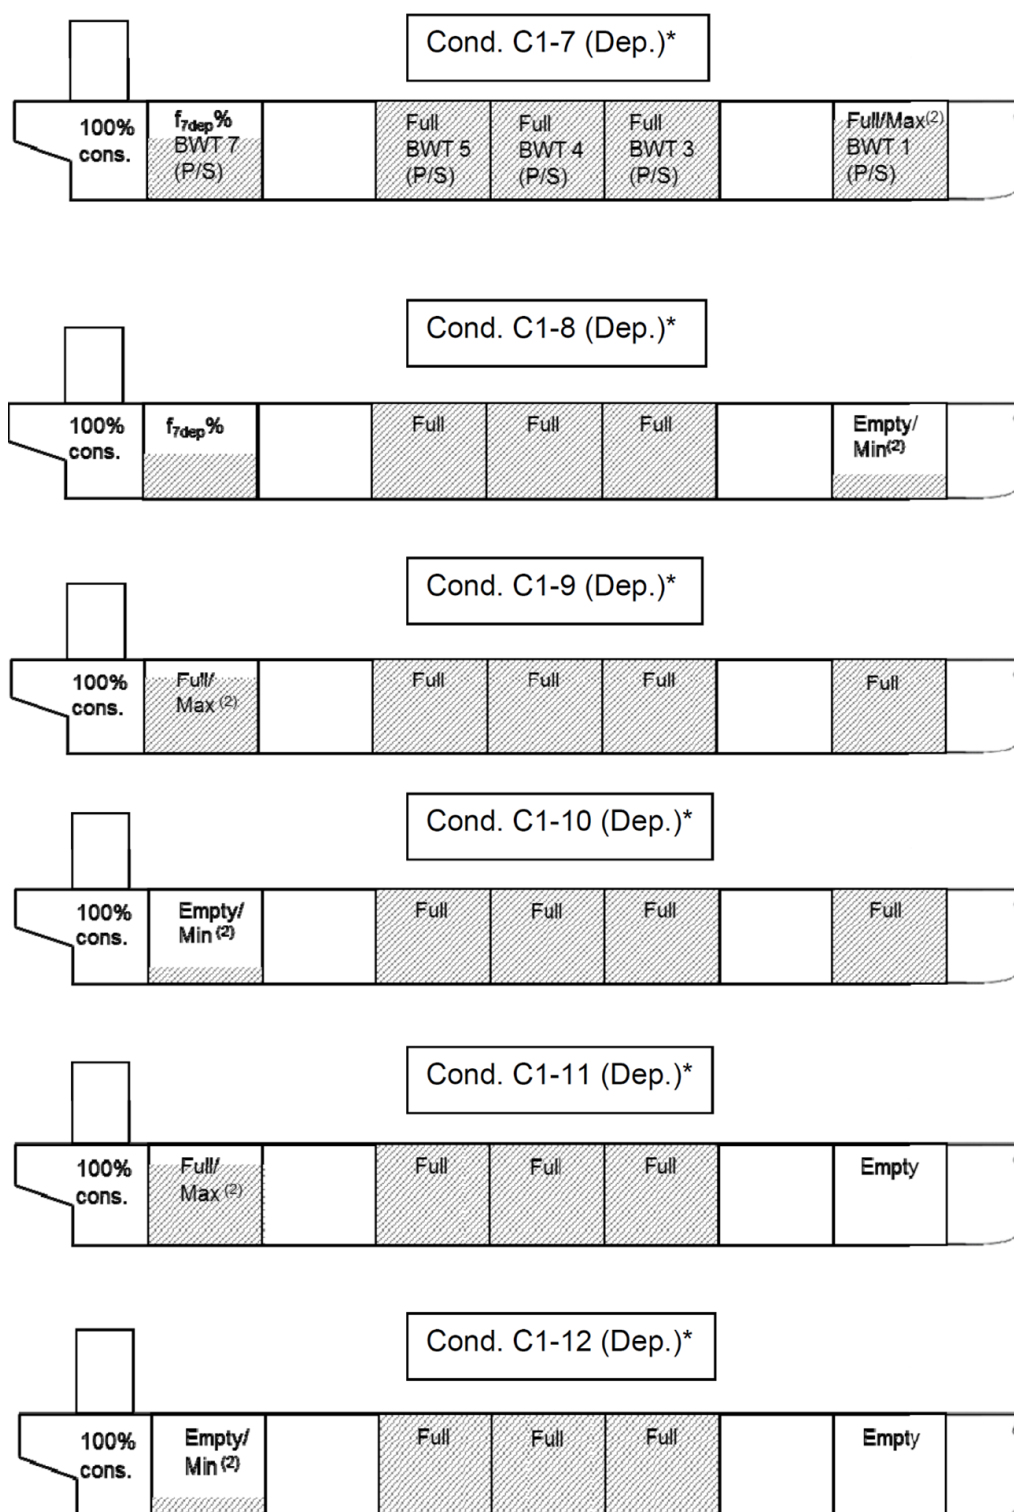 Cond. C1-7 (Dep.)*
100%
cons.
f7dep%
BWT 7
(P/S)
Full
BWT 5
(P/S)
Full
BWT 4
(P/S)
Full
BWT 3
(P/S)
Full/Max(2)
BWT 1
(P/S)
Cond. C1-8 (Dep.)*
100%
cons.
f7dep%
Full
Full
Full
Empty/
Min(2)
Cond. C1-9 (Dep.)*
100%
cons.
Full/
Max (2)
Full
Full
Full
Full
Cond. C1-10 (Dep.)*
100%
cons.
Empty/
Min (2)
Full
Full
Full
Full
Cond. C1-11 (Dep.)*
100%
cons.
Full/
Max (2)
Full
Full
Full
Empty
Cond. C1-12 (Dep.)*
100%
cons.
Empty/
Min (2)
Full
Full
Full
Empty